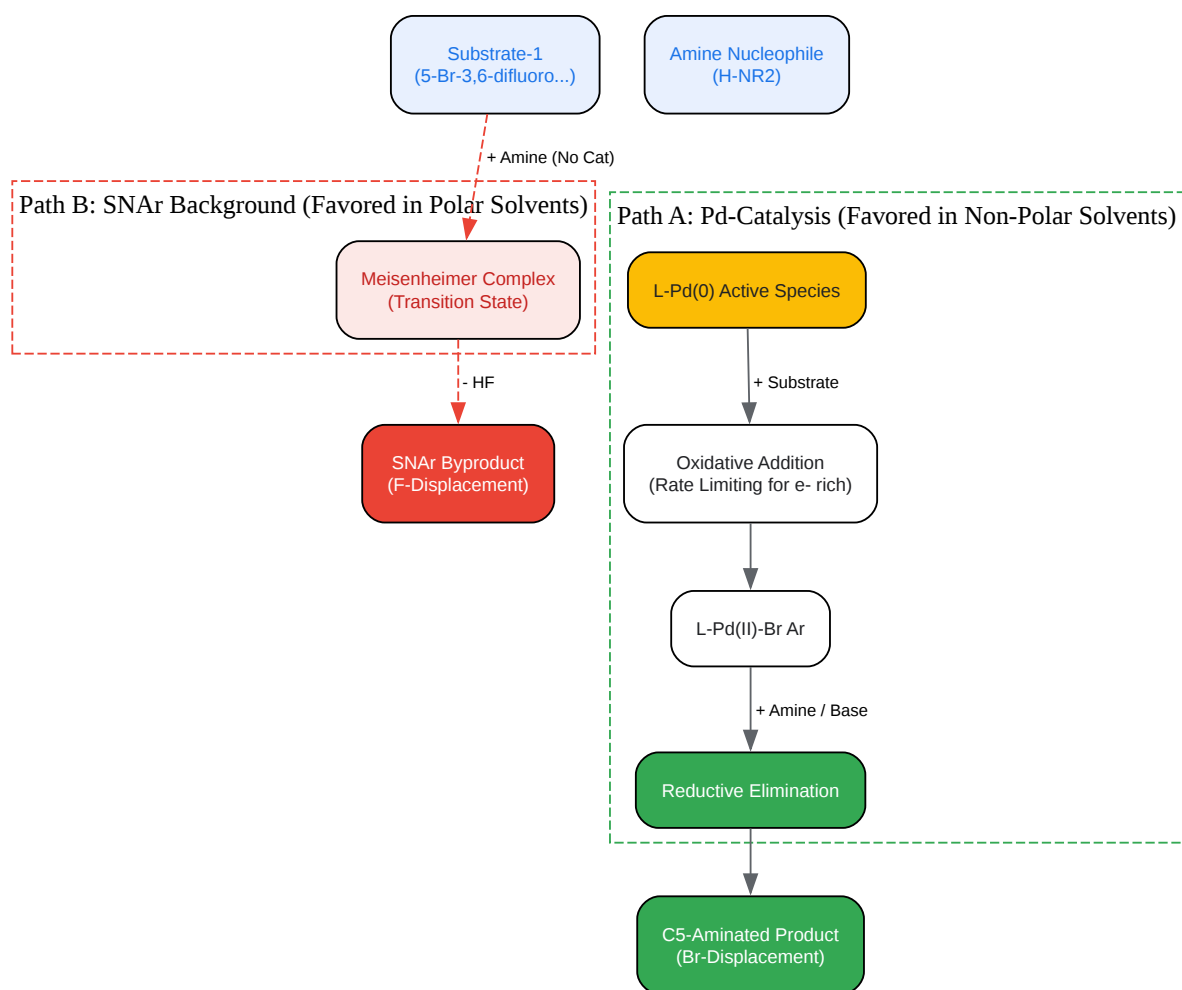 Substrate-1
(5-Br-3,6-difluoro...)
Amine Nucleophile
(H-NR2)
+ Amine (No Cat)
Path B: SNAr Background (Favored in Polar Solvents)
Path A: Pd-Catalysis (Favored in Non-Polar Solvents)
Meisenheimer Complex
(Transition State)
L-Pd(0) Active Species
- HF
+ Substrate
SNAr Byproduct
(F-Displacement)
Oxidative Addition
(Rate Limiting for e- rich)
L-Pd(II)-Br Ar
+ Amine / Base
Reductive Elimination
C5-Aminated Product
(Br-Displacement)